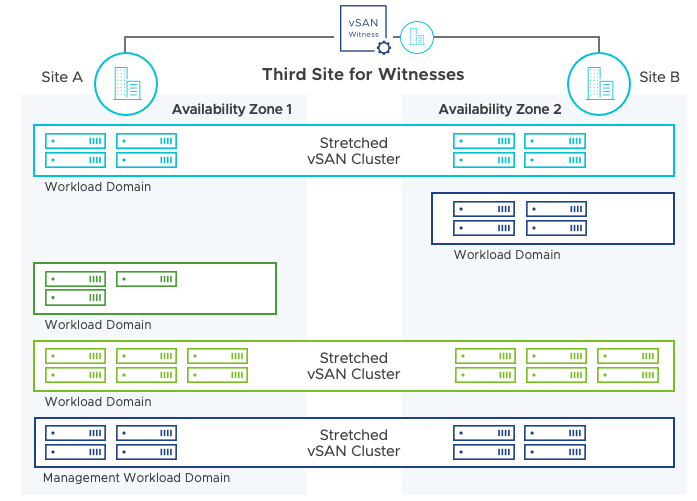 vSAN
Witness
Site A
Third Site for Witnesses
Site B
Availability Zone 1
Availability Zone 2
Stretched
vSAN Cluster
Workload Domain
Workload Domain
Workload Domain
Stretched
vSAN Cluster
Workload Domain
Stretched
vSAN Cluster
Management Workload Domain